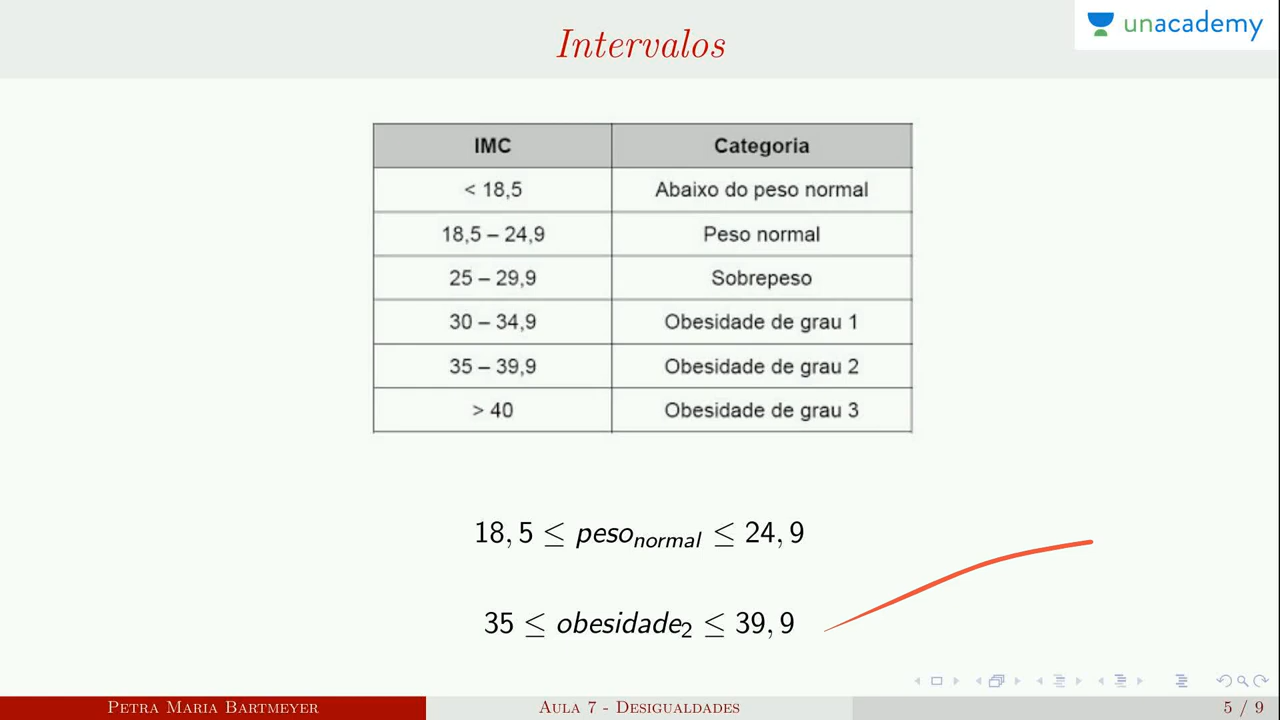 Intervalos
unacademy
IMC Categoria
< 18,5 Abaixo do peso normal
18,5 – 24,9 Peso normal
25 – 29,9 Sobrepeso
30 – 34,9 Obesidade de grau 1
35 – 39,9 Obesidade de grau 2
> 40 Obesidade de grau 3
18, 5 ≤ peso_normal ≤ 24, 9
35 ≤ obesidade₂ ≤ 39, 9
Petra Maria Bartmeyer Aula 7 - Desigualdades 5 / 9